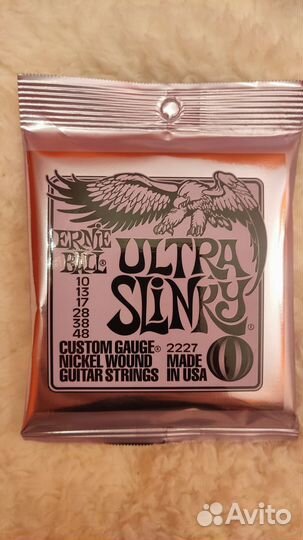 ERNIE BALL®
ULTRA SLINKY®
10
13
17
28
38
48
CUSTOM GAUGE®
NICKEL WOUND
GUITAR STRINGS
2227
MADE
IN USA
Avito